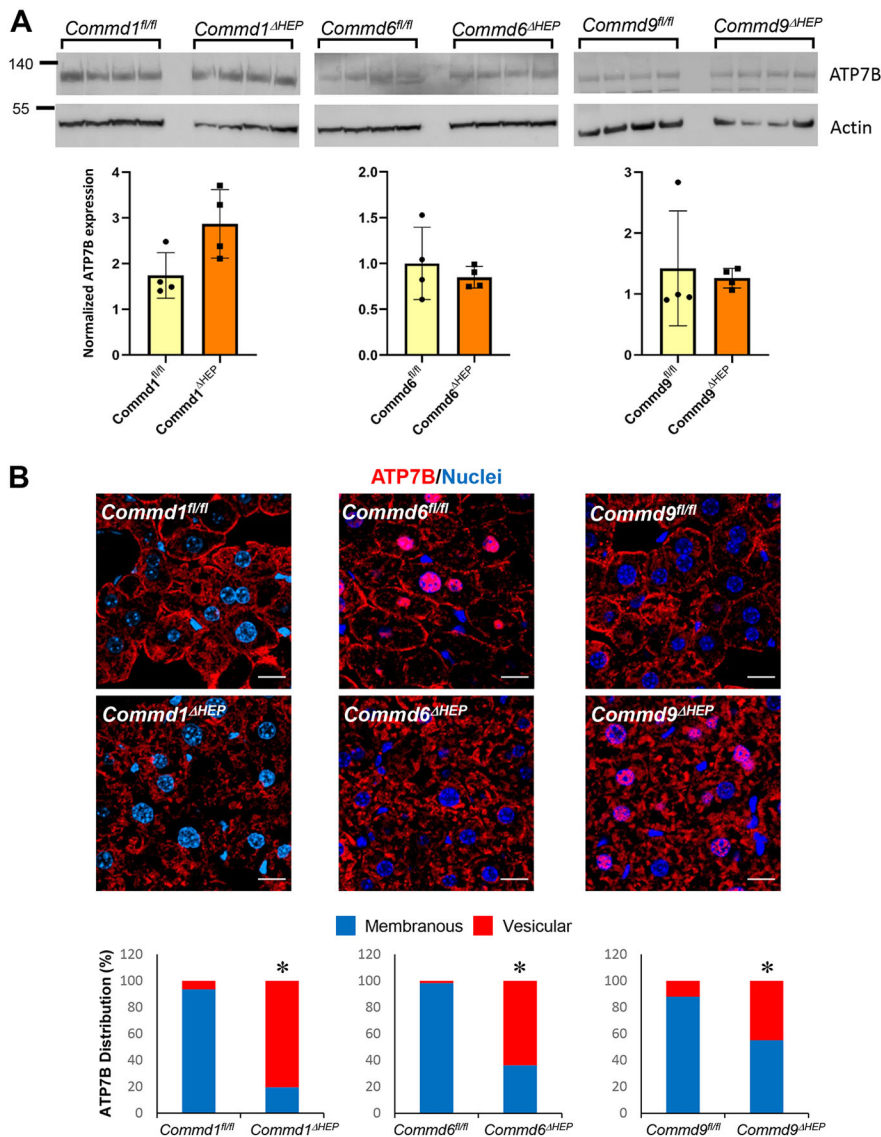 A
Commd1fl/fl Commd1ΔHEP Commd6fl/fl Commd6ΔHEP Commd9fl/fl Commd9ΔHEP
140
ATP7B
55
Actin
Normalized ATP7B expression
4
3
2
1
0
Commd1fl/fl
Commd1ΔHEP
2.0
1.5
1.0
0.5
0.0
Commd6fl/fl
Commd6ΔHEP
3
2
1
0
Commd9fl/fl
Commd9ΔHEP
B
ATP7B/Nuclei
Commd1fl/fl
Commd6fl/fl
Commd9fl/fl
Commd1ΔHEP
Commd6ΔHEP
Commd9ΔHEP
Membranous Vesicular
ATP7B Distribution (%)
120
100
80
60
40
20
0
*
Commd1fl/fl Commd1ΔHEP
120
100
80
60
40
20
0
*
Commd6fl/fl Commd6ΔHEP
120
100
80
60
40
20
0
*
Commd9fl/fl Commd9ΔHEP